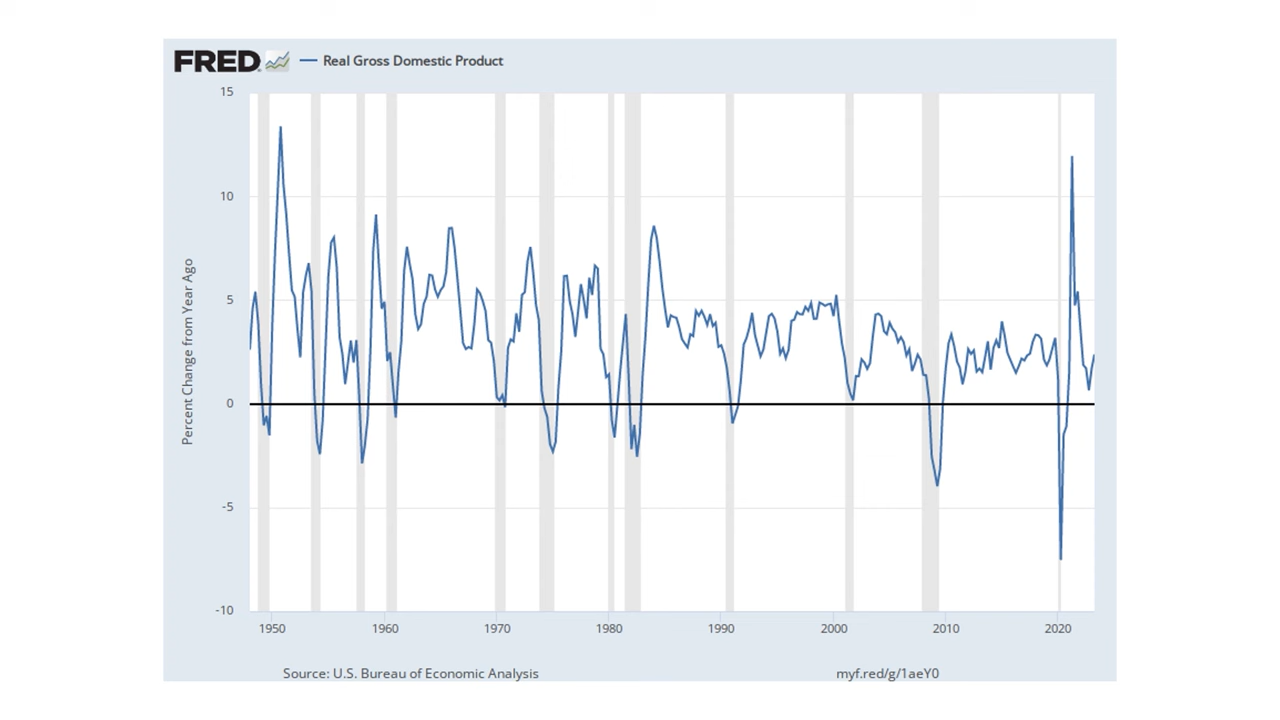 FRED
Real Gross Domestic Product
Percent Change from Year Ago
15
10
5
0
-5
-10
1950 1960 1970 1980 1990 2000 2010 2020
Source: U.S. Bureau of Economic Analysis
myf.red/g/1aeY0